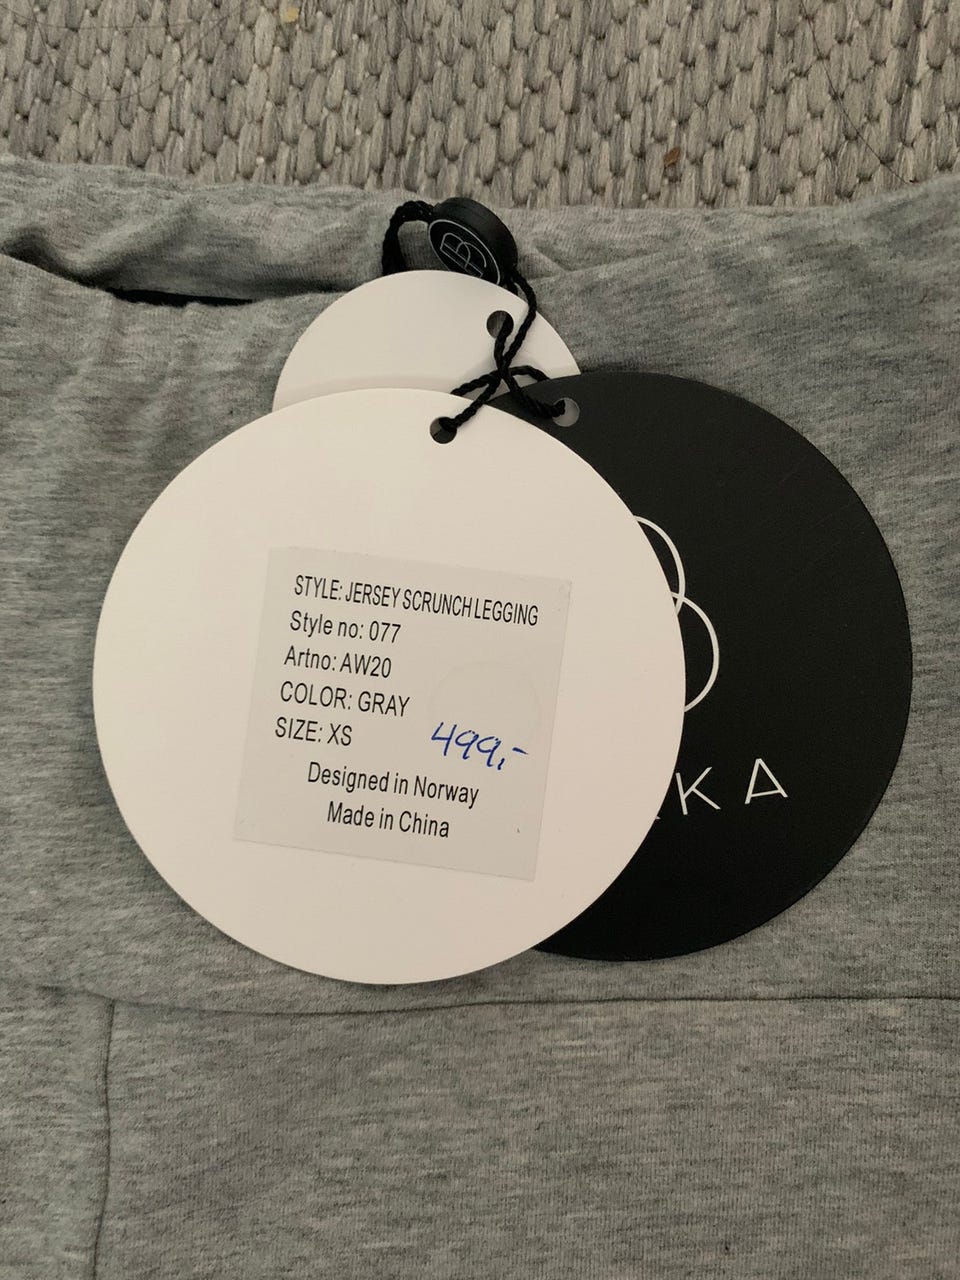 STYLE: JERSEY SCRUNCH LEGGING
Style no: 077
Artno: AW20
COLOR: GRAY
SIZE: XS
499,-
Designed in Norway
Made in China
KA